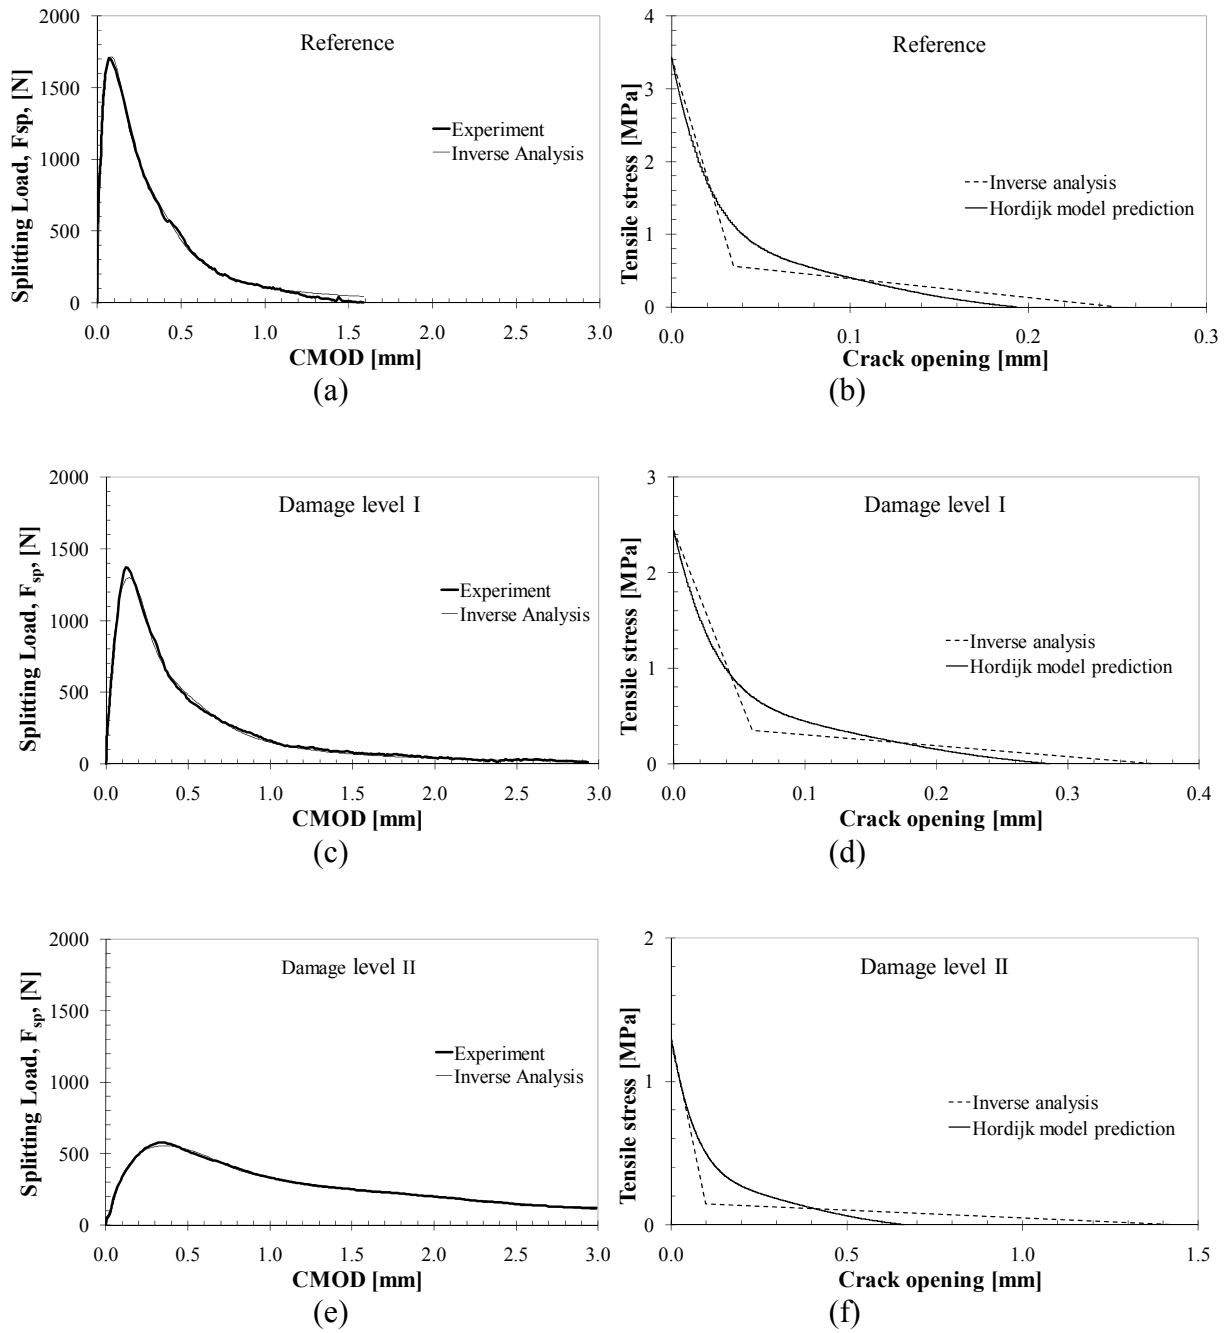 Reference
Splitting Load, Fsp, [N]
2000
1500
1000
500
0
Experiment
Inverse Analysis
0.0 0.5 1.0 1.5 2.0 2.5 3.0
CMOD [mm]
(a)
Reference
Tensile stress [MPa]
4
3
2
1
0
Inverse analysis
Hordijk model prediction
0.0 0.1 0.2 0.3
Crack opening [mm]
(b)
Damage level I
Splitting Load, Fsp, [N]
2000
1500
1000
500
0
Experiment
Inverse Analysis
0.0 0.5 1.0 1.5 2.0 2.5 3.0
CMOD [mm]
(c)
Damage level I
Tensile stress [MPa]
3
2
1
0
Inverse analysis
Hordijk model prediction
0.0 0.1 0.2 0.3 0.4
Crack opening [mm]
(d)
Damage level II
Splitting Load, Fsp, [N]
2000
1500
1000
500
0
Experiment
Inverse Analysis
0.0 0.5 1.0 1.5 2.0 2.5 3.0
CMOD [mm]
(e)
Damage level II
Tensile stress [MPa]
2
1
0
Inverse analysis
Hordijk model prediction
0.0 0.5 1.0 1.5
Crack opening [mm]
(f)